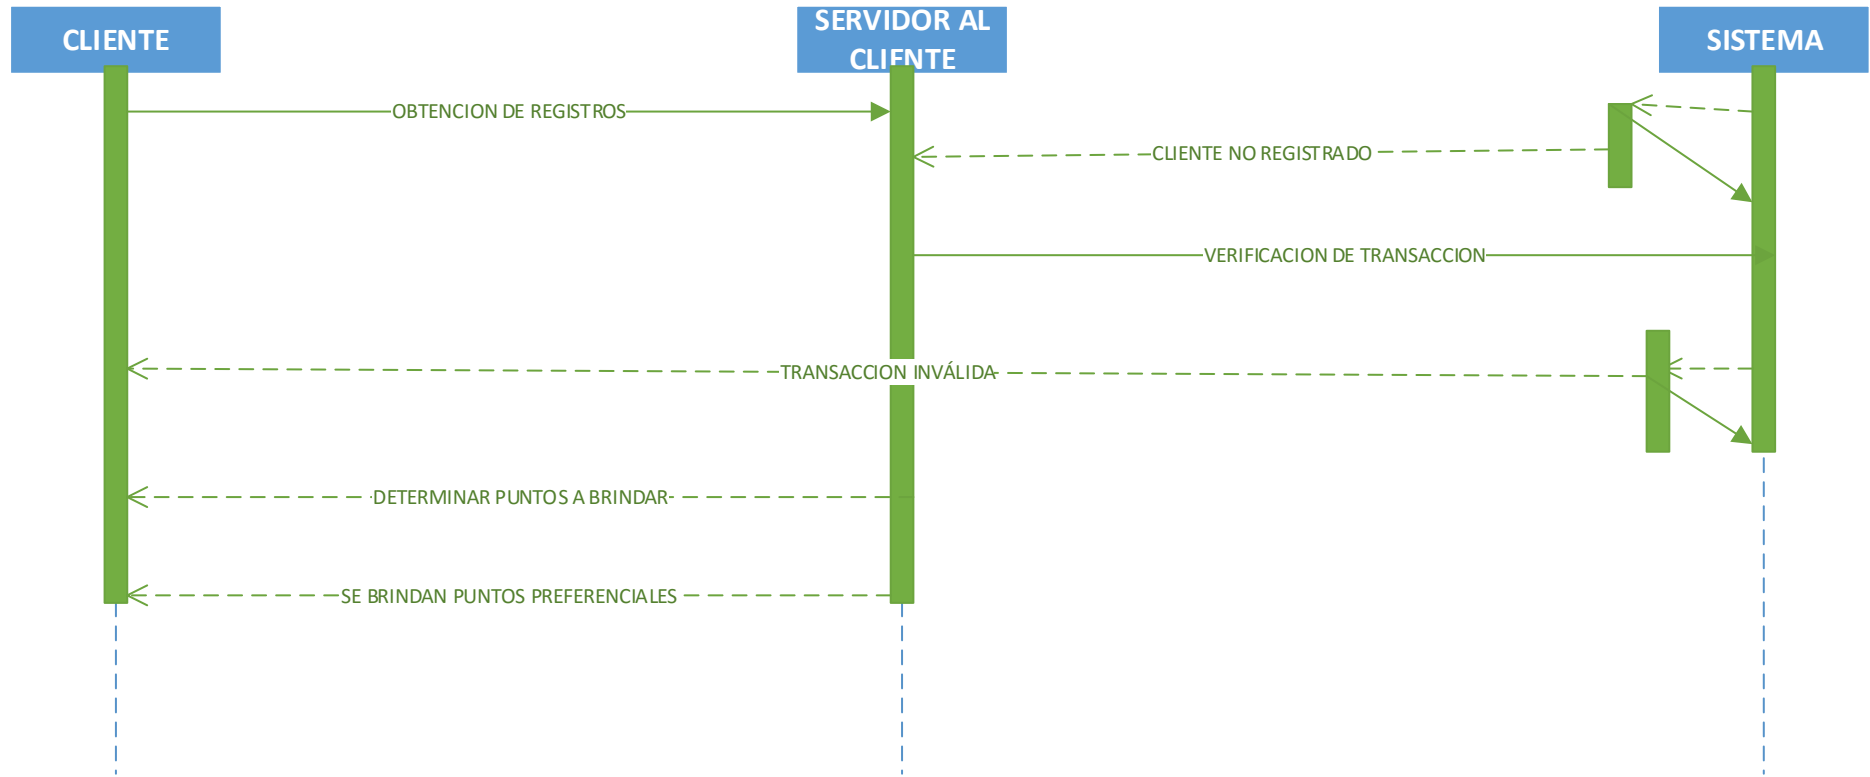 CLIENTE
SERVIDOR AL
CLIENTE
SISTEMA
OBTENCION DE REGISTROS
CLIENTE NO REGISTRADO
VERIFICACION DE TRANSACCION
TRANSACCION INVÁLIDA
DETERMINAR PUNTOS A BRINDAR
SE BRINDAN PUNTOS PREFERENCIALES